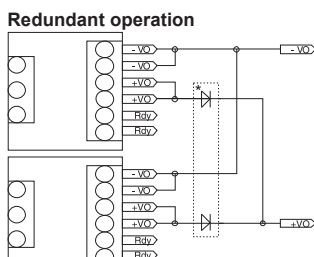 Redundant operation
- VO
- VO
- VO
+VO
+VO
Rdy
Rdy
*
- VO
- VO
+VO
+VO
+VO
Rdy
Rdy